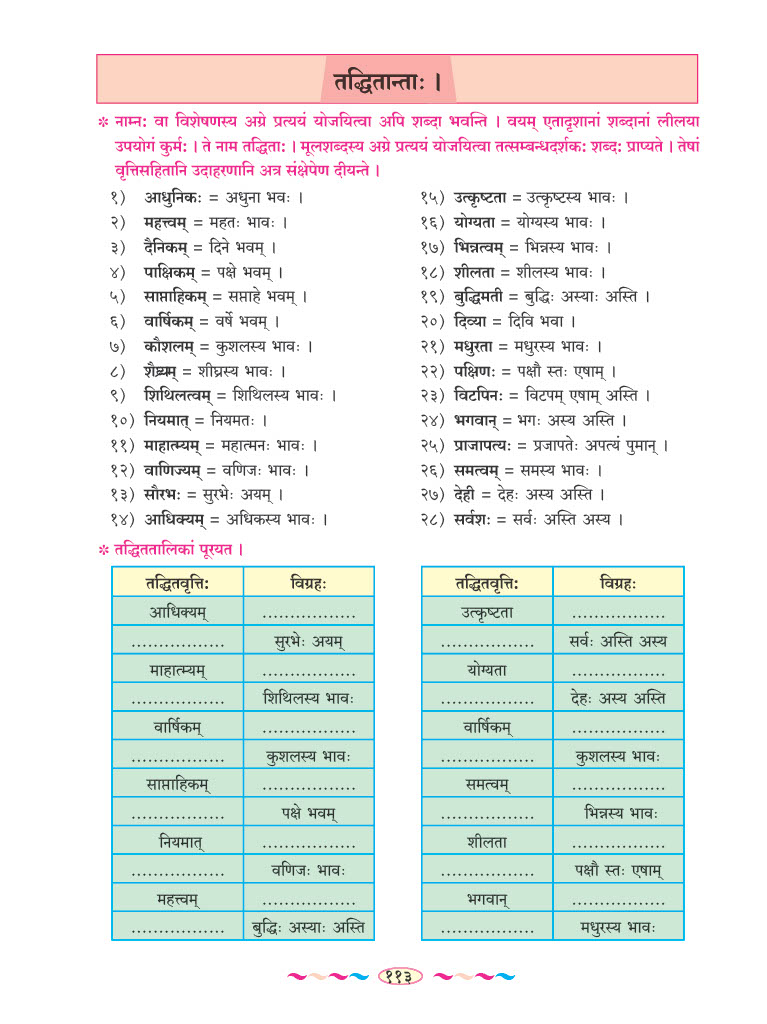 तद्धितान्ताः ।
* नाम्नः वा विशेषणस्य अग्रे प्रत्ययं योजयित्वा अपि शब्दा भवन्ति । वयम् एतादृशानां शब्दानां लीलया
उपयोगं कुर्मः । ते नाम तद्धिताः । मूलशब्दस्य अग्रे प्रत्ययं योजयित्वा तत्सम्बन्धदर्शकः शब्दः प्राप्यते । तेषां
वृत्तिसहितानि उदाहरणानि अत्र संक्षेपेण दीयन्ते ।
१) आधुनिकः = अधुना भवः ।
२) महत्त्वम् = महतः भावः ।
३) दैनिकम् = दिने भवम् ।
४) पाक्षिकम् = पक्षे भवम् ।
५) साप्ताहिकम् = सप्ताहे भवम् ।
६) वार्षिकम् = वर्षे भवम् ।
७) कौशलम् = कुशलस्य भावः ।
८) शैघ्र्यम् = शीघ्रस्य भावः ।
९) शिथिलत्वम् = शिथिलस्य भावः ।
१०) नियमात् = नियमतः ।
११) माहात्म्यम् = महात्मनः भावः ।
१२) वाणिज्यम् = वणिजः भावः ।
१३) सौरभः = सुरभेः अयम् ।
१४) आधिक्यम् = अधिकस्य भावः ।
१५) उत्कृष्टता = उत्कृष्टस्य भावः ।
१६) योग्यता = योग्यस्य भावः ।
१७) भिन्नत्वम् = भिन्नस्य भावः ।
१८) शीलता = शीलस्य भावः ।
१९) बुद्धिमती = बुद्धिः अस्याः अस्ति ।
२०) दिव्या = दिवि भवा ।
२१) मधुरता = मधुरस्य भावः ।
२२) पक्षिणः = पक्षौ स्तः एषाम् ।
२३) विटपिनः = विटपम् एषाम् अस्ति ।
२४) भगवान् = भगः अस्य अस्ति ।
२५) प्राजापत्यः = प्रजापतेः अपत्यं पुमान् ।
२६) समत्वम् = समस्य भावः ।
२७) देही = देहः अस्य अस्ति ।
२८) सर्वशः = सर्वः अस्ति अस्य ।
* तद्धिततालिकां पूरयत ।
तद्धितवृत्तिः विग्रहः
आधिक्यम् .................
................. सुरभेः अयम्
माहात्म्यम् .................
................. शिथिलस्य भावः
वार्षिकम् .................
................. कुशलस्य भावः
साप्ताहिकम् .................
................. पक्षे भवम्
नियमात् .................
................. वणिजः भावः
महत्त्वम् .................
................. बुद्धिः अस्याः अस्ति
तद्धितवृत्तिः विग्रहः
उत्कृष्टता .................
................. सर्वः अस्ति अस्य
योग्यता .................
................. देहः अस्य अस्ति
वार्षिकम् .................
................. कुशलस्य भावः
समत्वम् .................
................. भिन्नस्य भावः
शीलता .................
................. पक्षौ स्तः एषाम्
भगवान् .................
................. मधुरस्य भावः
११३